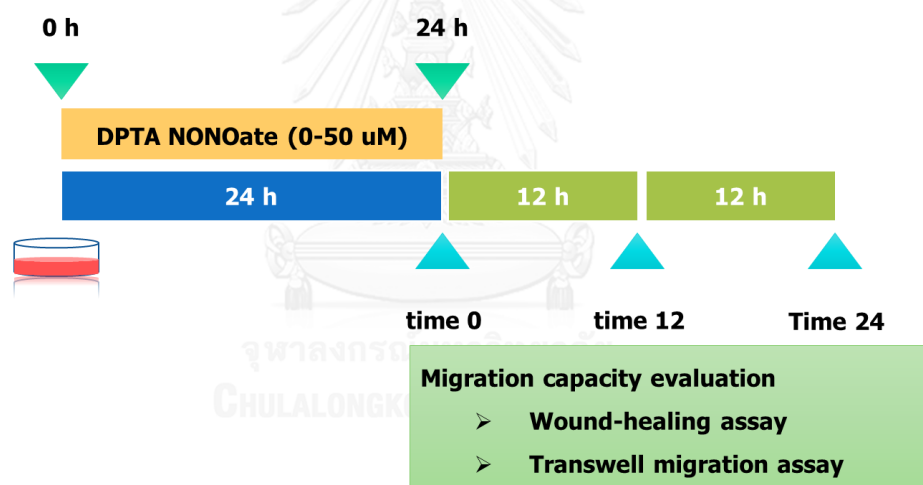 0 h
24 h
DPTA NONOate (0-50 uM)
24 h
12 h
12 h
time 0
time 12
Time 24
Migration capacity evaluation
➢ Wound-healing assay
➢ Transwell migration assay